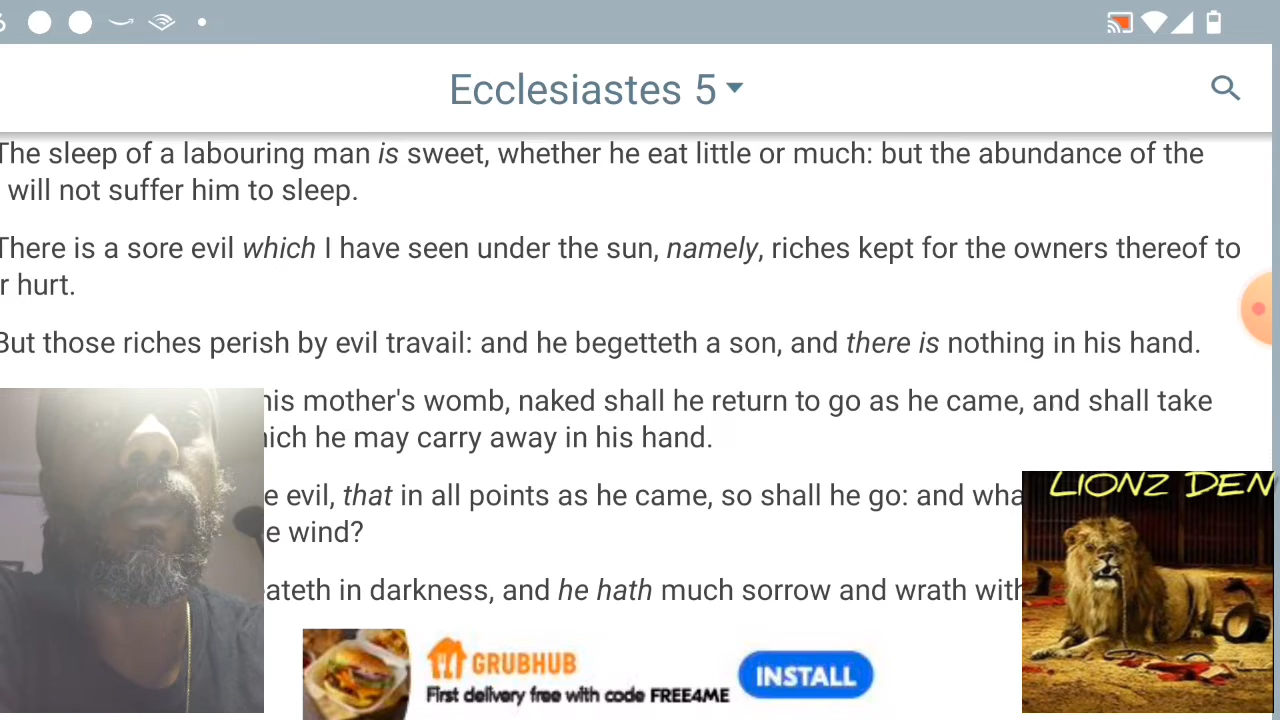 Ecclesiastes 5
The sleep of a labouring man is sweet, whether he eat little or much: but the abundance of the
will not suffer him to sleep.
There is a sore evil which I have seen under the sun, namely, riches kept for the owners thereof to
r hurt.
But those riches perish by evil travail: and he begetteth a son, and there is nothing in his hand.
his mother's womb, naked shall he return to go as he came, and shall take
hich he may carry away in his hand.
e evil, that in all points as he came, so shall he go: and wha
e wind?
eateth in darkness, and he hath much sorrow and wrath with
LIONZ DEN
GRUBHUB
First delivery free with code FREE4ME
INSTALL